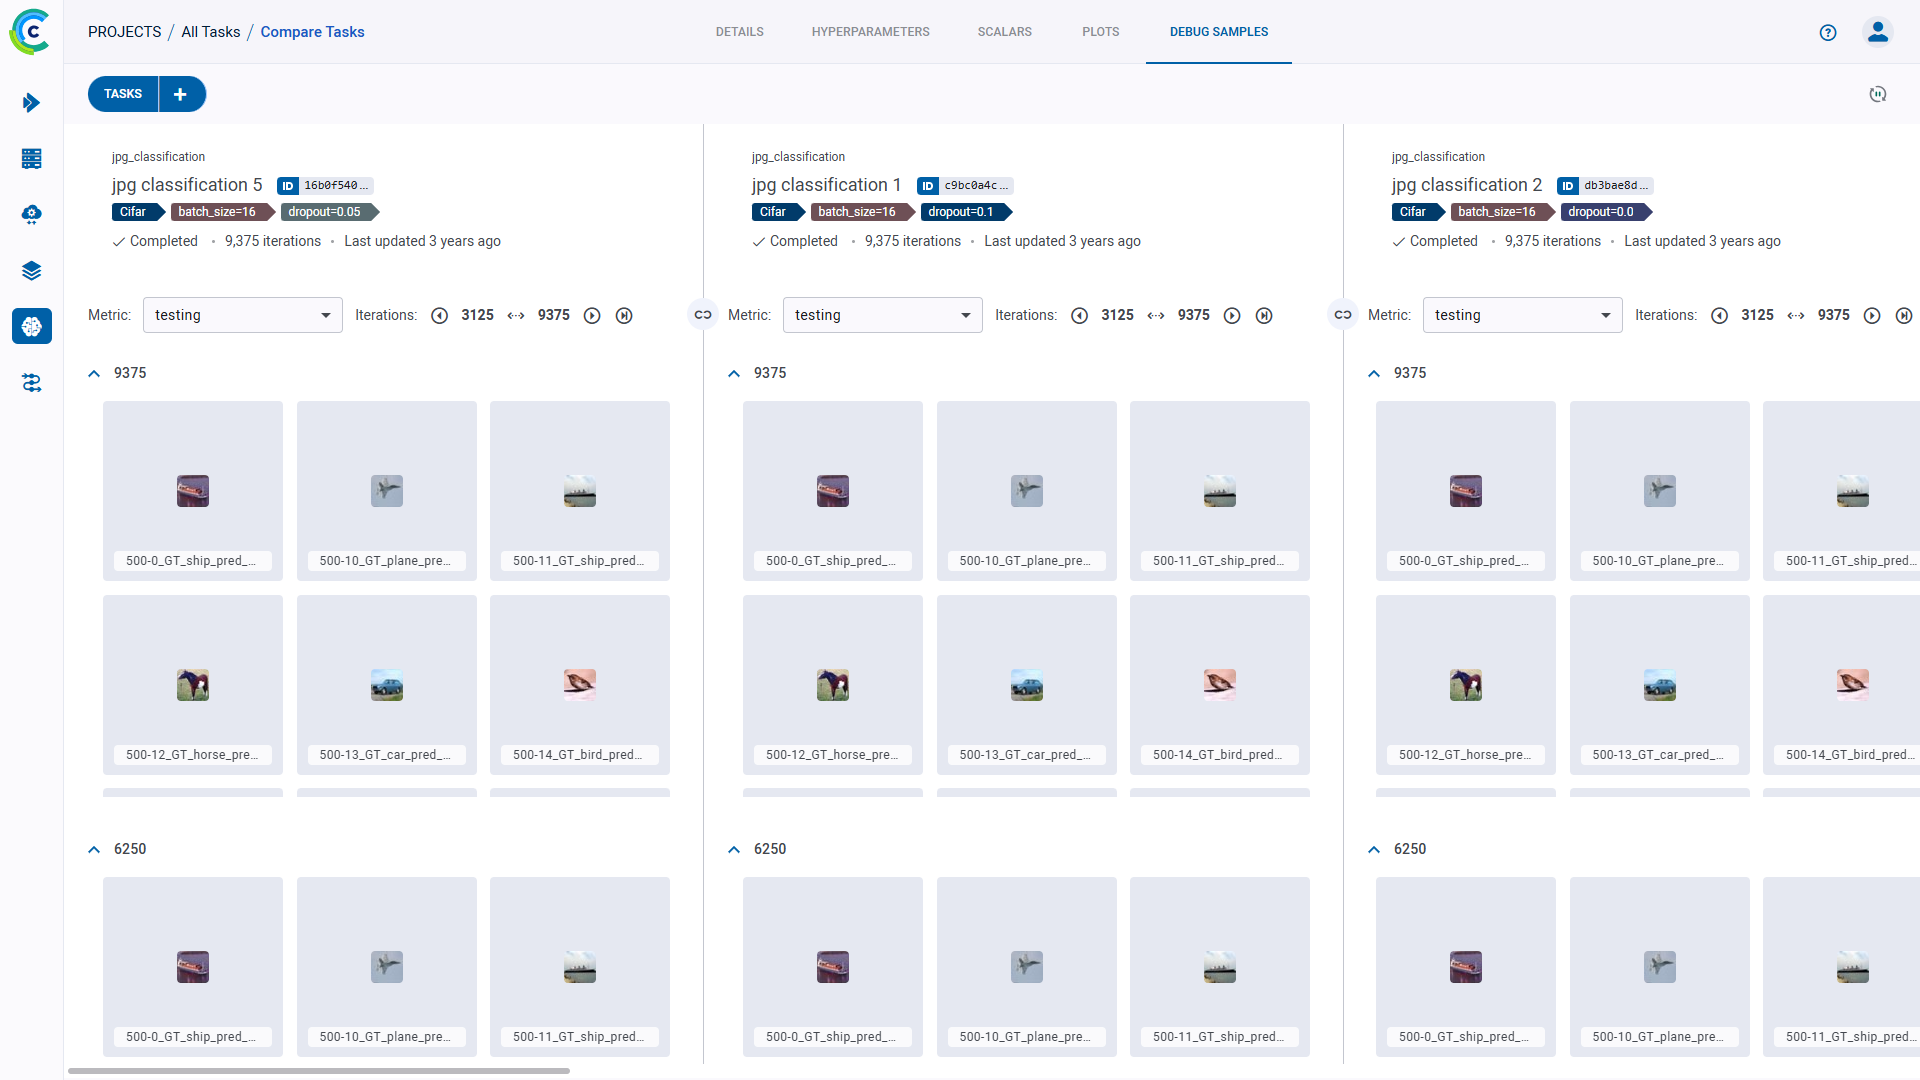 PROJECTS / All Tasks / Compare Tasks
DETAILS HYPERPARAMETERS SCALARS PLOTS DEBUG SAMPLES
TASKS +
jpg_classification
jpg classification 5 ID 16b0f540...
Cifar batch_size=16 dropout=0.05
Completed • 9,375 iterations • Last updated 3 years ago
Metric: testing Iterations: 3125 9375
9375
500-0_GT_ship_pred_... 500-10_GT_plane_pre... 500-11_GT_ship_pred...
500-12_GT_horse_pre... 500-13_GT_car_pred_... 500-14_GT_bird_pred...
6250
500-0_GT_ship_pred_... 500-10_GT_plane_pre... 500-11_GT_ship_pred...
jpg_classification
jpg classification 1 ID c9bc0a4c...
Cifar batch_size=16 dropout=0.1
Completed • 9,375 iterations • Last updated 3 years ago
Metric: testing Iterations: 3125 9375
9375
500-0_GT_ship_pred_... 500-10_GT_plane_pre... 500-11_GT_ship_pred...
500-12_GT_horse_pre... 500-13_GT_car_pred_... 500-14_GT_bird_pred...
6250
500-0_GT_ship_pred_... 500-10_GT_plane_pre... 500-11_GT_ship_pred...
jpg_classification
jpg classification 2 ID db3bae8d...
Cifar batch_size=16 dropout=0.0
Completed • 9,375 iterations • Last updated 3 years ago
Metric: testing Iterations: 3125 9375
9375
500-0_GT_ship_pred_... 500-10_GT_plane_pre... 500-11_GT_ship_pred...
500-12_GT_horse_pre... 500-13_GT_car_pred_... 500-14_GT_bird_pred...
6250
500-0_GT_ship_pred_... 500-10_GT_plane_pre... 500-11_GT_ship_pred...